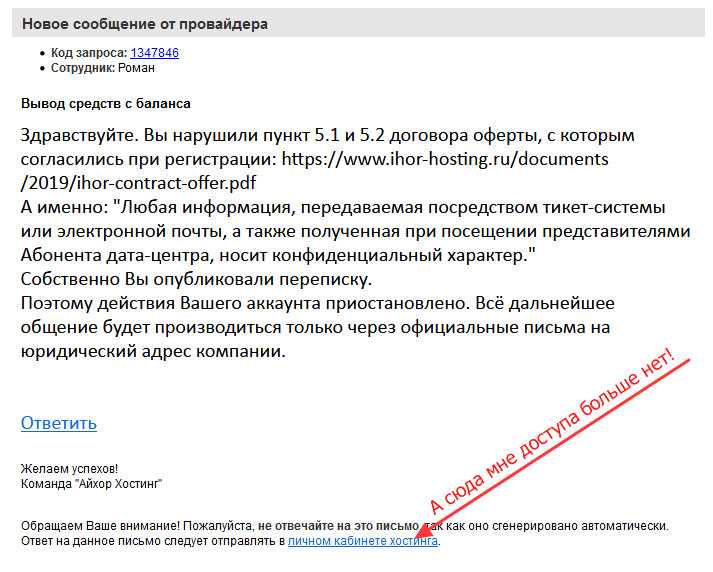 Новое сообщение от провайдера
• Код запроса: 1347846
• Сотрудник: Роман
Вывод средств с баланса
Здравствуйте. Вы нарушили пункт 5.1 и 5.2 договора оферты, с которым
согласились при регистрации: https://www.ihor-hosting.ru/documents
/2019/ihor-contract-offer.pdf
А именно: "Любая информация, передаваемая посредством тикет-системы
или электронной почты, а также полученная при посещении представителями
Абонента дата-центра, носит конфиденциальный характер."
Собственно Вы опубликовали переписку.
Поэтому действия Вашего аккаунта приостановлено. Всё дальнейшее
общение будет производиться только через официальные письма на
юридический адрес компании.
А сюда мне доступа больше нет!
Ответить
Желаем успехов!
Команда "Айхор Хостинг"
Обращаем Ваше внимание! Пожалуйста, не отвечайте на это письмо, так как оно сгенерировано автоматически.
Ответ на данное письмо следует отправлять в личном кабинете хостинга.